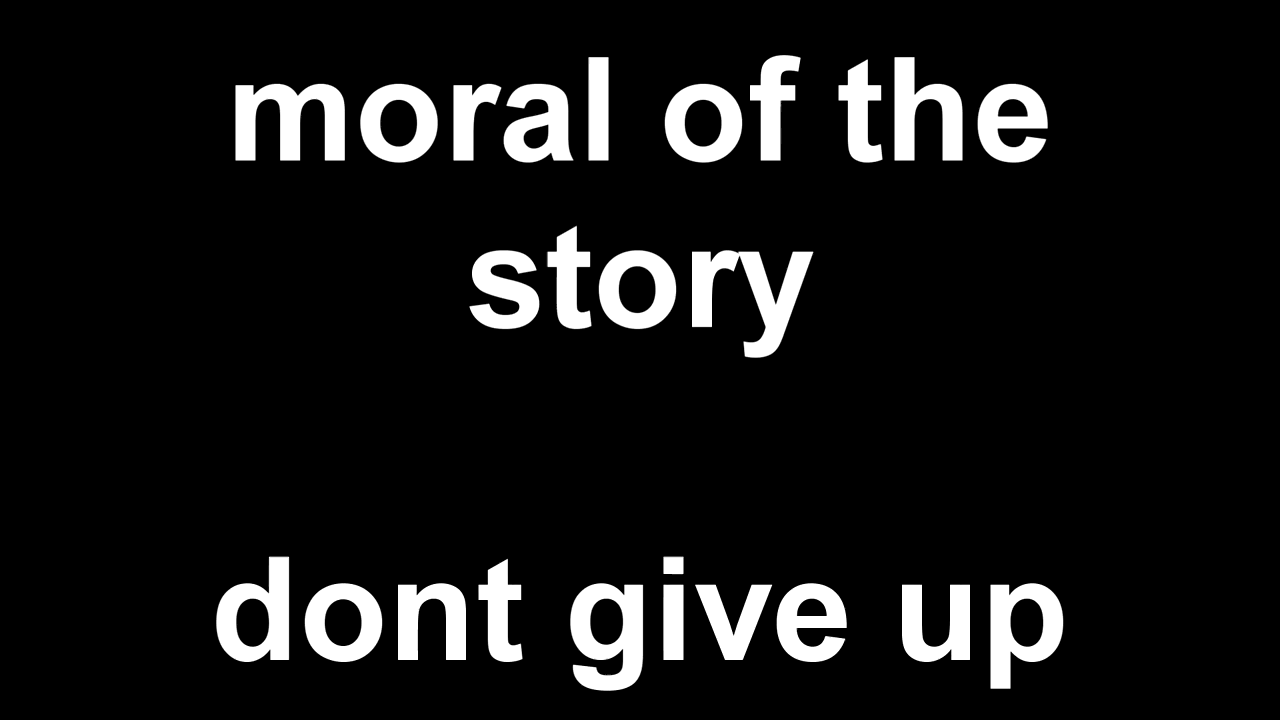 moral of the
story
dont give up